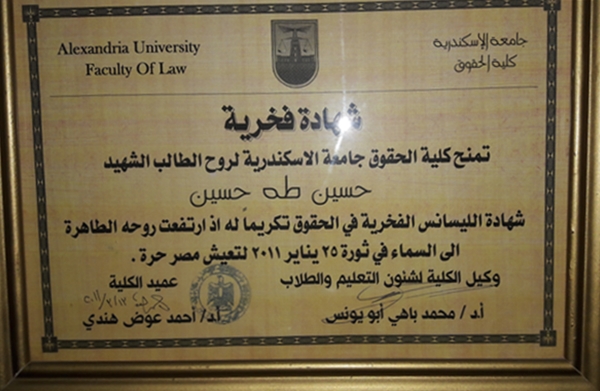 Alexandria University
Faculty Of Law
جامعة الإسكندرية
كلية الحقوق
شهادة فخرية
تمنح كلية الحقوق جامعة الاسكندرية لروح الطالب الشهيد
حسين طه حسين
شهادة الليسانس الفخرية في الحقوق تكريماً له اذ ارتفعت روحه الطاهرة
الى السماء في ثورة ٢٥ يناير ٢٠١١ لتعيش مصر حرة .
وكيل الكلية لشئون التعليم والطلاب
عميد الكلية
أ.د / محمد باهي أبو يونس
أ.د/ أحمد عوض هندي